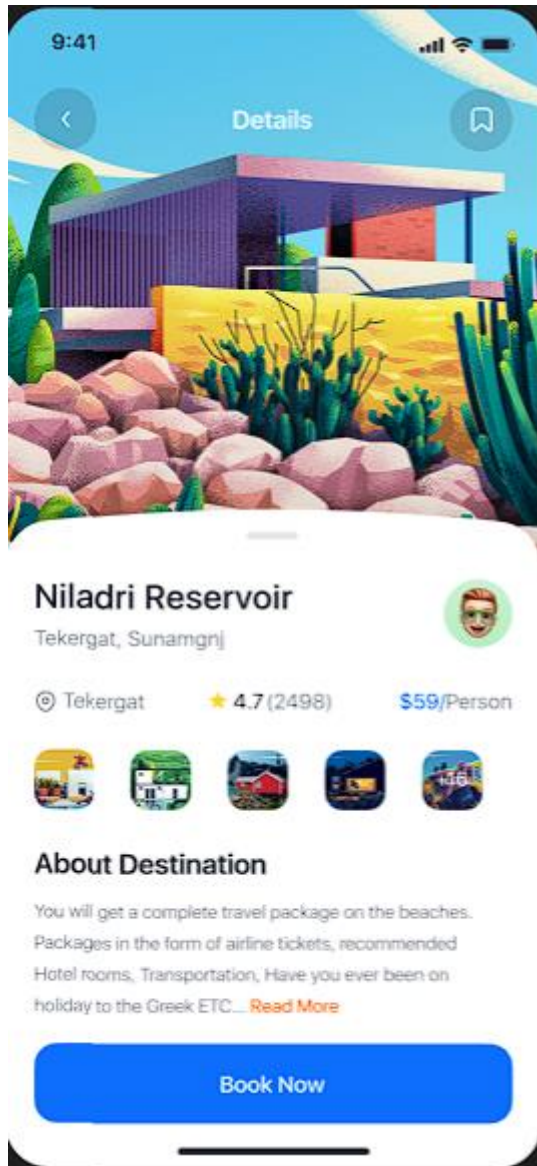 9:41
Details
Niladri Reservoir
Tekergat, Sunamgnj
Tekergat
4.7 (2498)
$59/Person
About Destination
You will get a complete travel package on the beaches.
Packages in the form of airline tickets, recommended
Hotel rooms, Transportation, Have you ever been on
holiday to the Greek ETC... Read More
Book Now